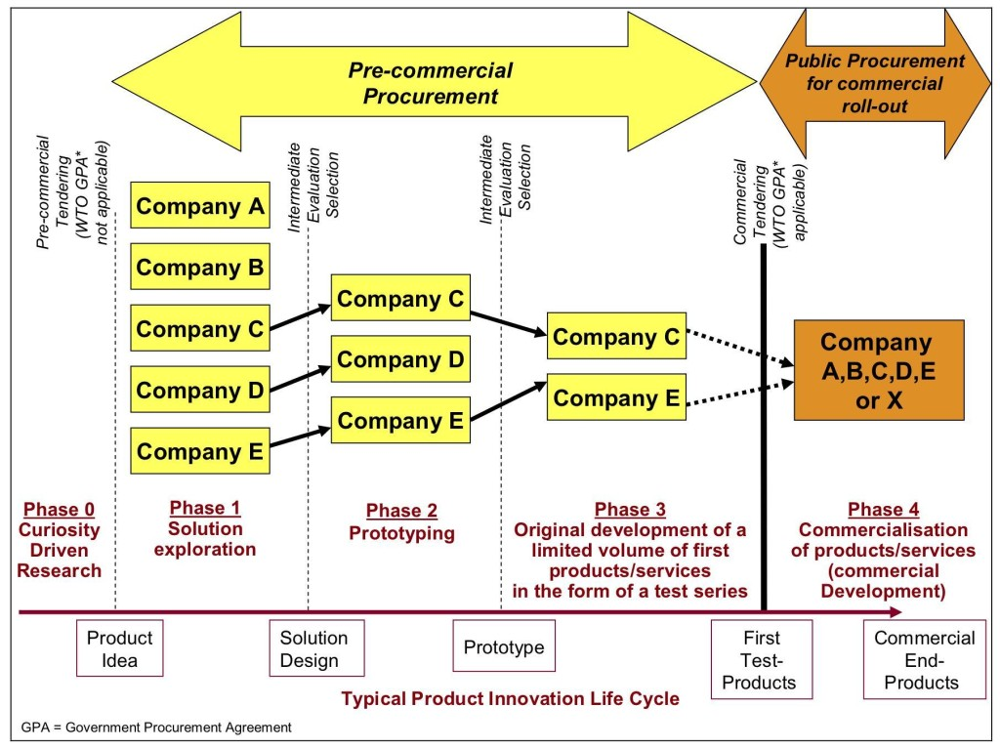 Pre-commercial
Procurement
Public Procurement
for commercial
roll-out
Pre-commercial
Tendering
(WTO GPA*
not applicable)
Intermediate
Evaluation
Selection
Intermediate
Evaluation
Selection
Commercial
Tendering
(WTO GPA*
applicable)
Company A
Company B
Company C
Company D
Company E
Company C
Company D
Company E
Company C
Company E
Company
A,B,C,D,E
or X
Phase 0
Curiosity
Driven
Research
Phase 1
Solution
exploration
Phase 2
Prototyping
Phase 3
Original development of a
limited volume of first
products/services
in the form of a test series
Phase 4
Commercialisation
of products/services
(commercial
Development)
Product
Idea
Solution
Design
Prototype
First
Test-
Products
Commercial
End-
Products
Typical Product Innovation Life Cycle
GPA = Government Procurement Agreement